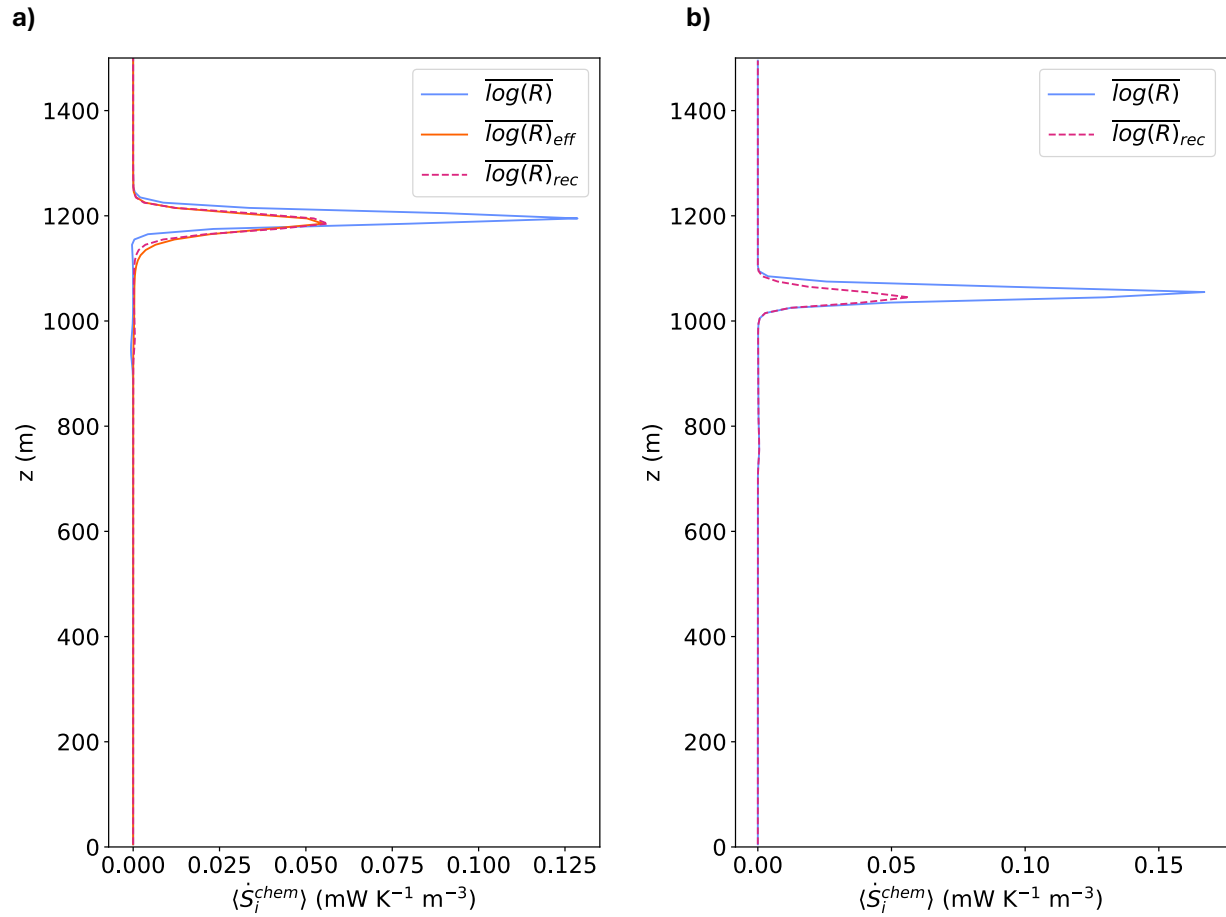 a)
log(R)
log(R)eff
log(R)rec
1400
1200
1000
800
600
400
200
0
z (m)
0.000 0.025 0.050 0.075 0.100 0.125
⟨Ṡᵢᶜʰᵉᵐ⟩ (mW K⁻¹ m⁻³)
b)
log(R)
log(R)rec
1400
1200
1000
800
600
400
200
0
z (m)
0.00 0.05 0.10 0.15
⟨Ṡᵢᶜʰᵉᵐ⟩ (mW K⁻¹ m⁻³)